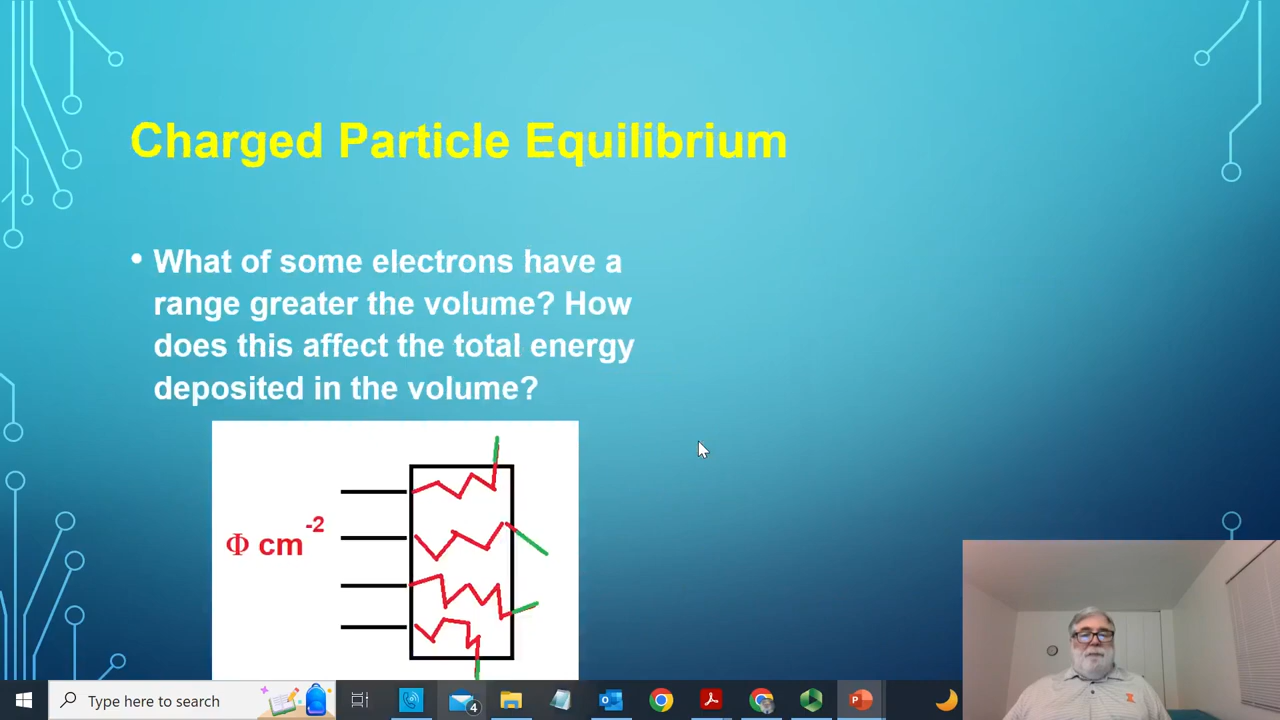 Charged Particle Equilibrium
• What of some electrons have a
range greater the volume? How
does this affect the total energy
deposited in the volume?
Φ cm-2
Type here to search
4